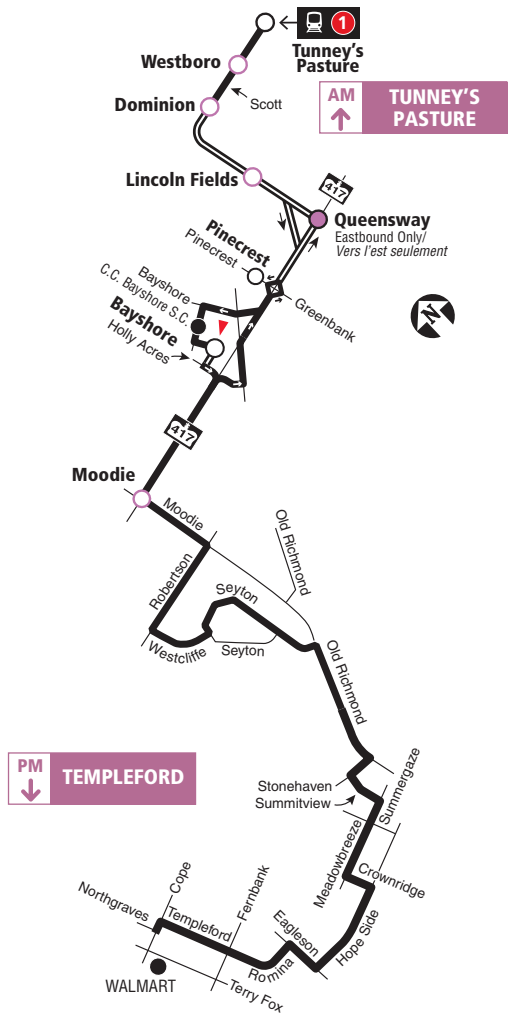 1
Tunney's
Pasture
Westboro
Dominion
Scott
AM
TUNNEY'S
PASTURE
Lincoln Fields
417
Queensway
Eastbound Only/
Vers l'est seulement
Pinecrest
Pinecrest
Greenbank
Bayshore
C.C. Bayshore S.C.
Bayshore
Holly Acres
N
417
Moodie
Moodie
Old Richmond
Robertson
Seyton
Westcliffe
Seyton
Old Richmond
PM
TEMPLEFORD
Stonehaven
Summitview
Summergaze
Meadowbreeze
Crownridge
Hope Side
Eagleson
Romina
Fernbank
Cope
Northgraves
Templeford
WALMART
Terry Fox